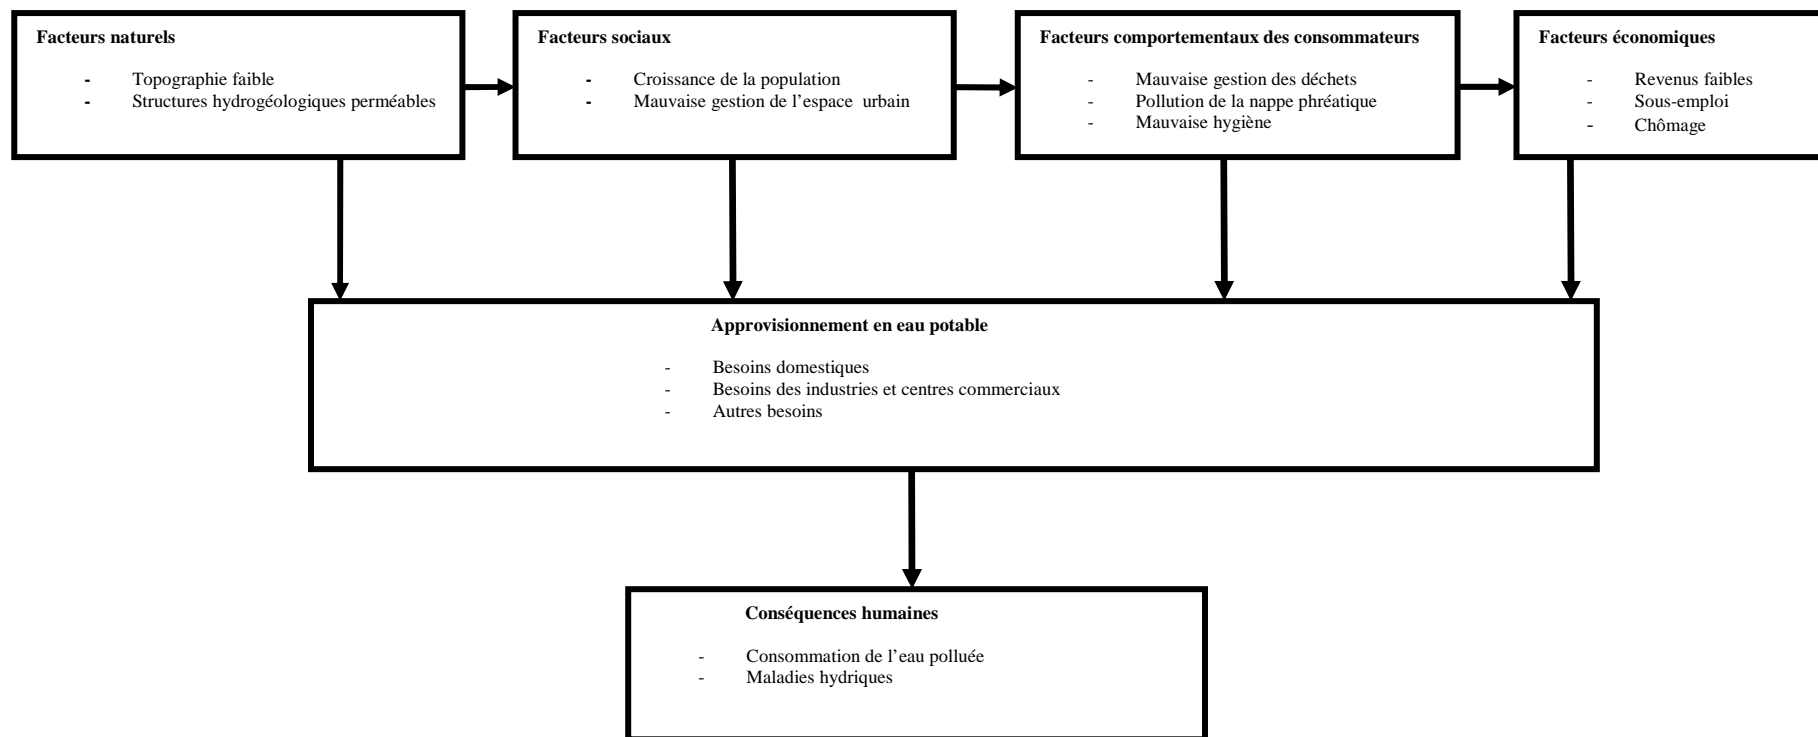 Facteurs naturels
- Topographie faible
- Structures hydrogéologiques perméables
Facteurs sociaux
- Croissance de la population
- Mauvaise gestion de l’espace urbain
Facteurs comportementaux des consommateurs
- Mauvaise gestion des déchets
- Pollution de la nappe phréatique
- Mauvaise hygiène
Facteurs économiques
- Revenus faibles
- Sous-emploi
- Chômage
Approvisionnement en eau potable
- Besoins domestiques
- Besoins des industries et centres commerciaux
- Autres besoins
Conséquences humaines
- Consommation de l’eau polluée
- Maladies hydriques